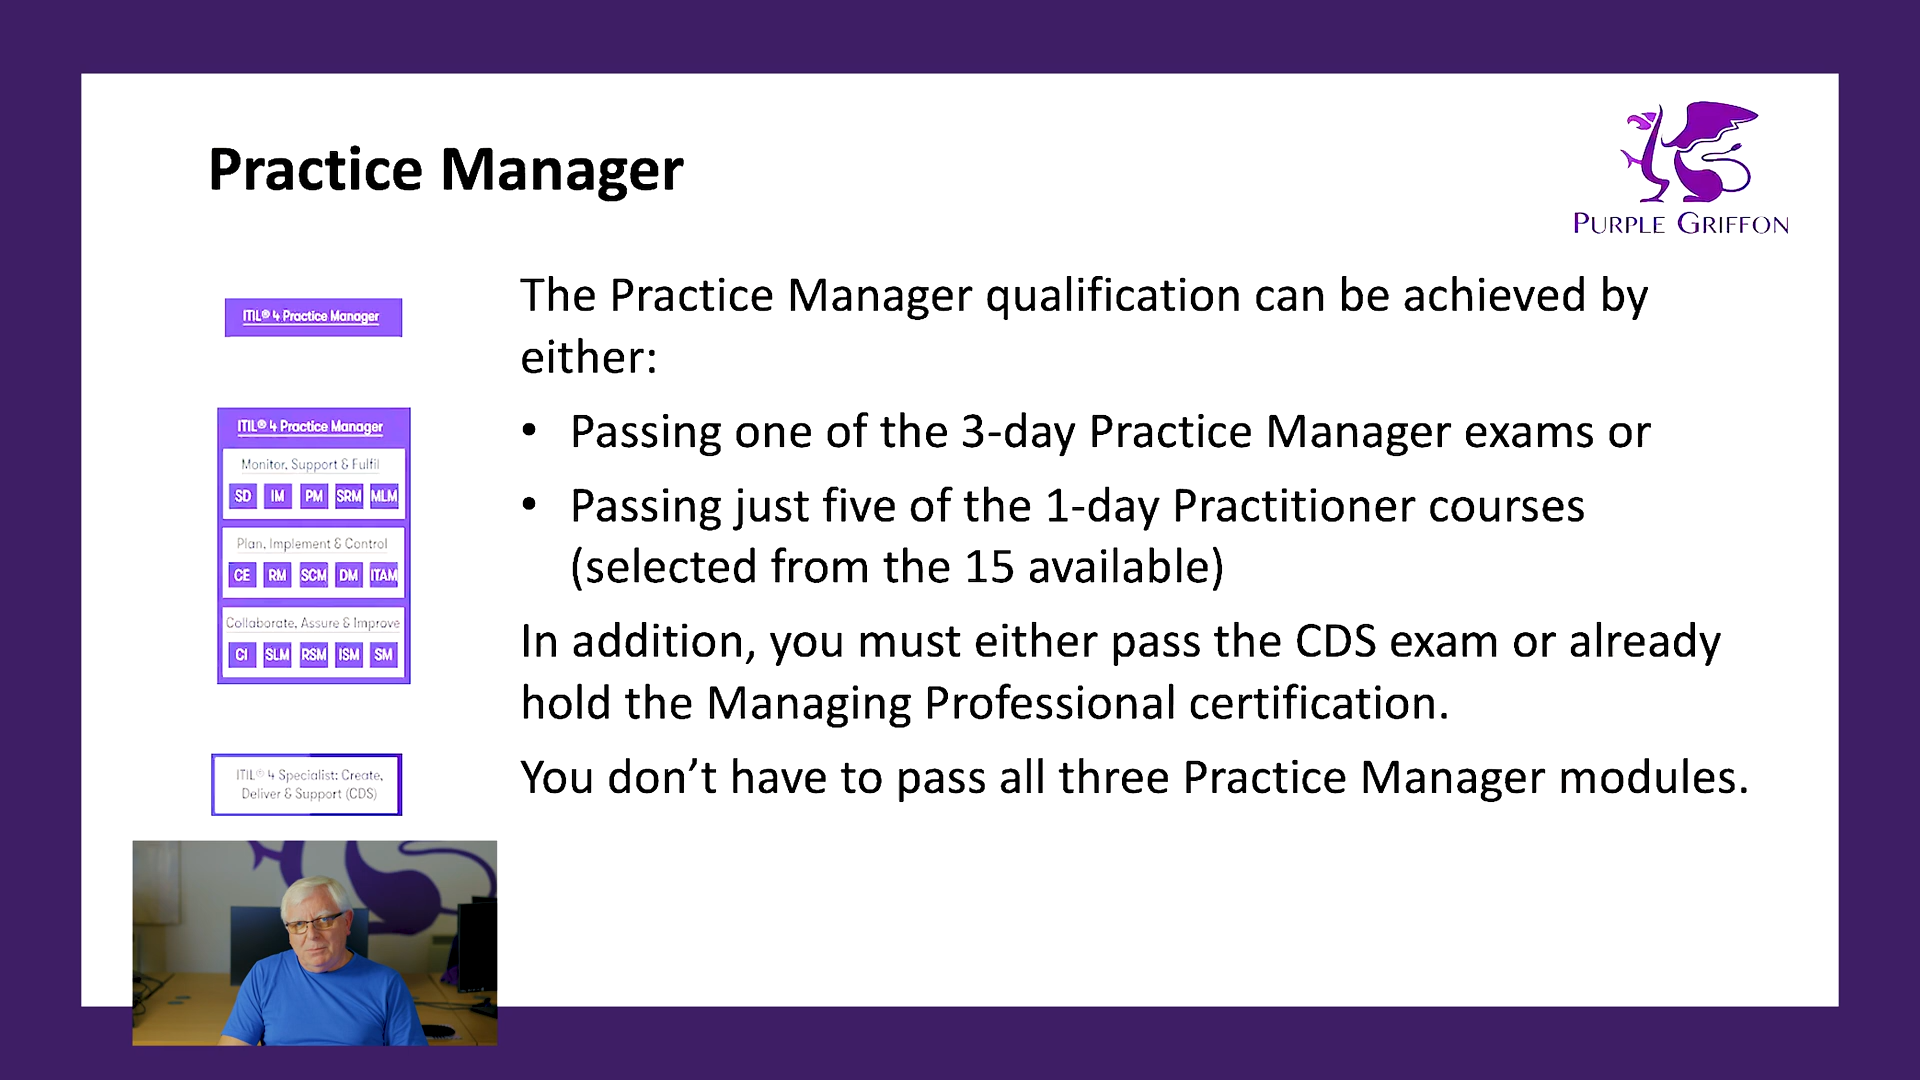 Practice Manager
PURPLE GRIFFON
ITIL® 4 Practice Manager
ITIL® 4 Practice Manager
Monitor, Support & Fulfil
SD IM PM SRM MLM
Plan, Implement & Control
CE RM SCM DM ITAM
Collaborate, Assure & Improve
CI SLM RSM ISM SM
ITIL® 4 Specialist: Create,
Deliver & Support (CDS)
The Practice Manager qualification can be achieved by
either:
• Passing one of the 3-day Practice Manager exams or
• Passing just five of the 1-day Practitioner courses
(selected from the 15 available)
In addition, you must either pass the CDS exam or already
hold the Managing Professional certification.
You don’t have to pass all three Practice Manager modules.